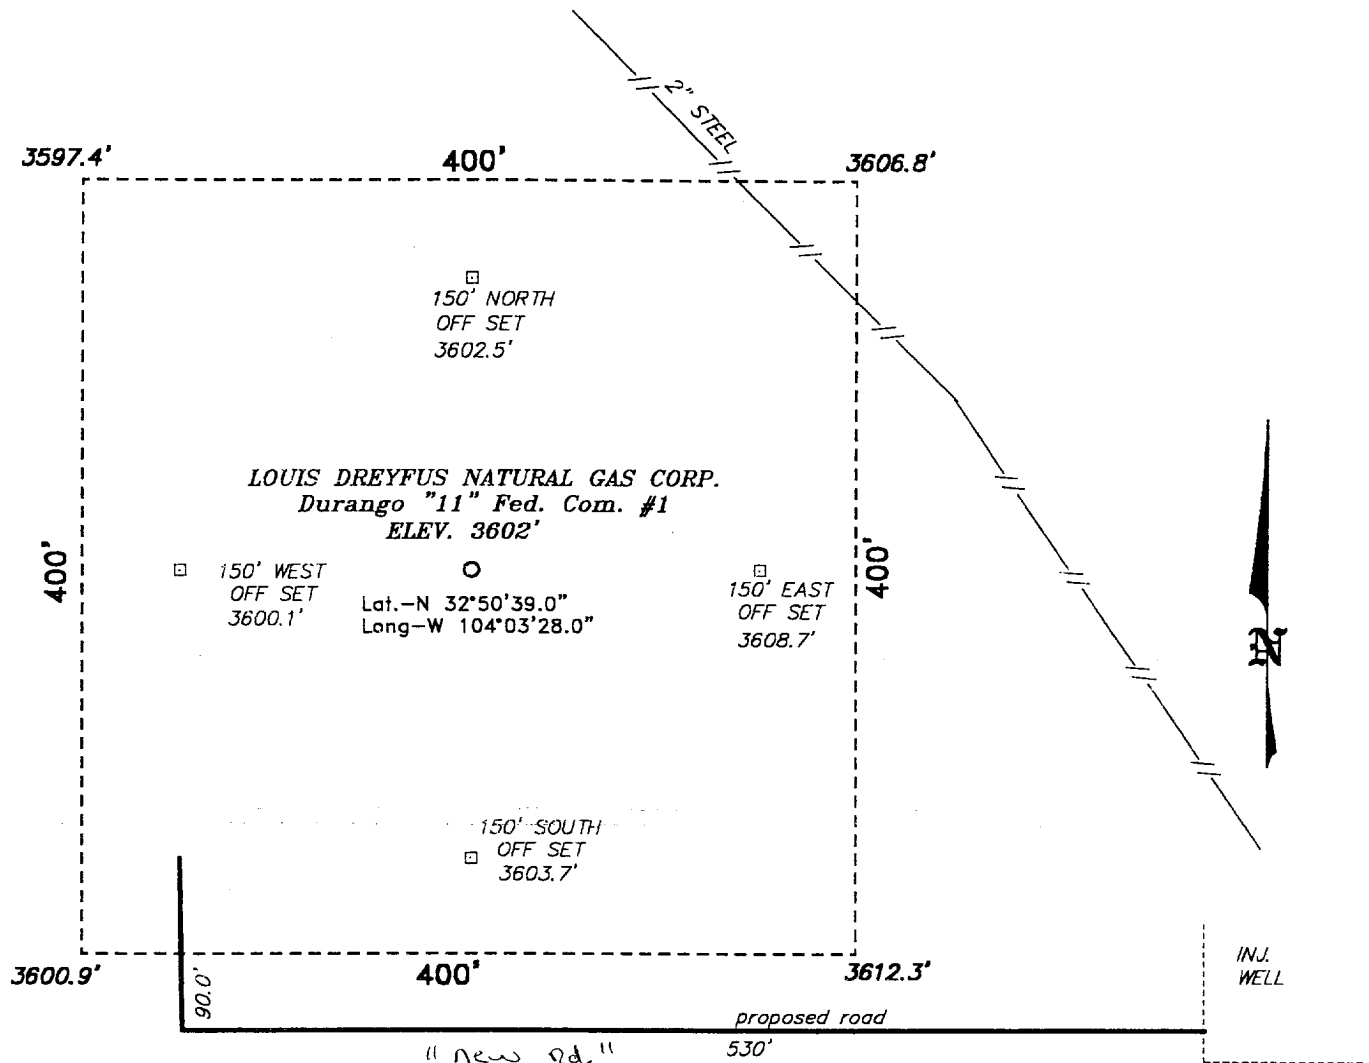 2" STEEL
3597.4'
400'
3606.8'
150' NORTH
OFF SET
3602.5'
LOUIS DREYFUS NATURAL GAS CORP.
Durango "11" Fed. Com. #1
ELEV. 3602'
400'
150' WEST
OFF SET
3600.1'
Lat.-N 32°50'39.0"
Long-W 104°03'28.0"
150' EAST
OFF SET
3608.7'
400'
N
150' SOUTH
OFF SET
3603.7'
3600.9'
90.0'
400'
3612.3'
INJ.
WELL
proposed road
"new rd."
530'